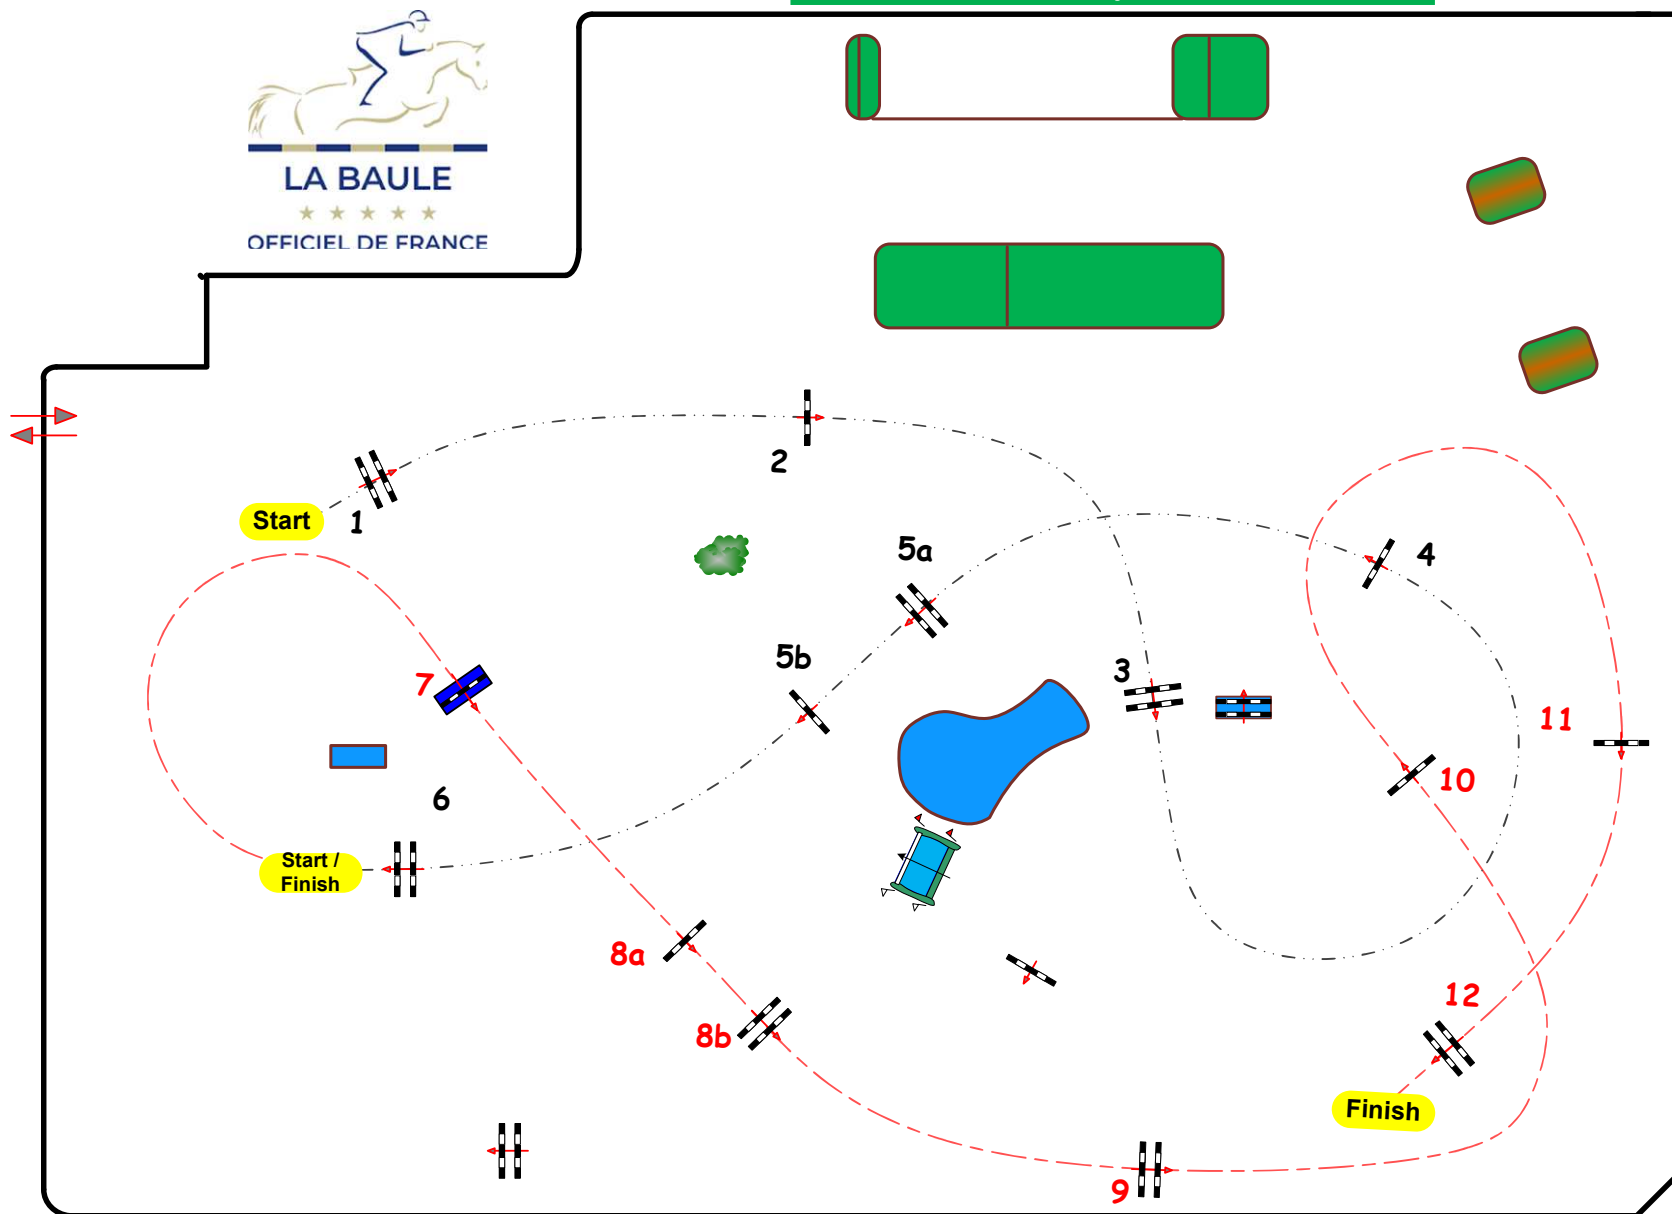 LA BAULE
OFFICIEL DE FRANCE
2
Start
1
5a
4
5b
3
7
11
10
6
Start /
Finish
8a
12
8b
Finish
9